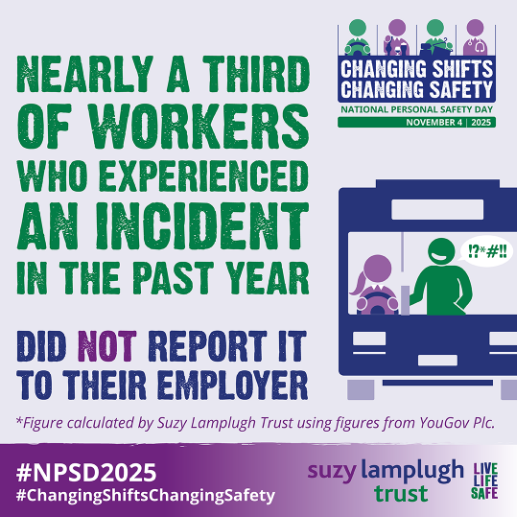 CHANGING SHIFTS
CHANGING SAFETY
NATIONAL PERSONAL SAFETY DAY
NOVEMBER 4 | 2025
NEARLY A THIRD
OF WORKERS
WHO EXPERIENCED
AN INCIDENT
IN THE PAST YEAR
!?*#!!
DID NOT REPORT IT
TO THEIR EMPLOYER
*Figure calculated by Suzy Lamplugh Trust using figures from YouGov Plc.
#NPSD2025
#ChangingShiftsChangingSafety
suzy lamplugh
trust
LIVE
LIFE
SAFE